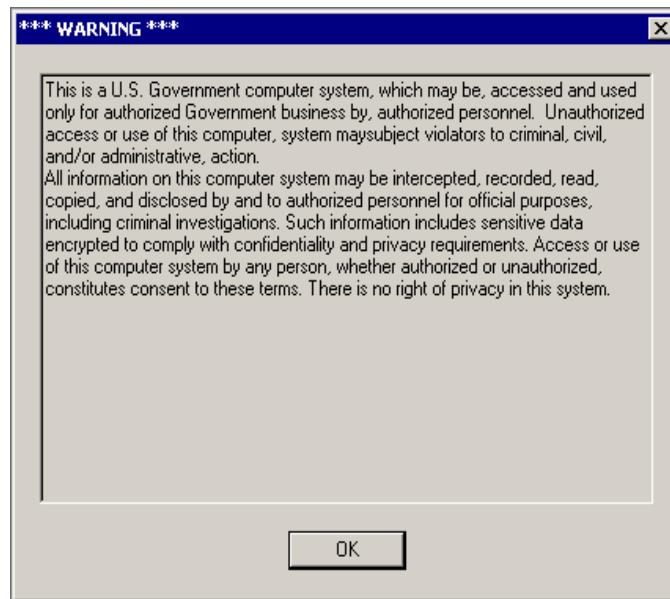 *** WARNING ***
This is a U.S. Government computer system, which may be, accessed and used
only for authorized Government business by, authorized personnel.  Unauthorized
access or use of this computer, system maysubject violators to criminal, civil,
and/or administrative, action.
All information on this computer system may be intercepted, recorded, read,
copied, and disclosed by and to authorized personnel for official purposes,
including criminal investigations. Such information includes sensitive data
encrypted to comply with confidentiality and privacy requirements. Access or use
of this computer system by any person, whether authorized or unauthorized,
constitutes consent to these terms. There is no right of privacy in this system.
OK